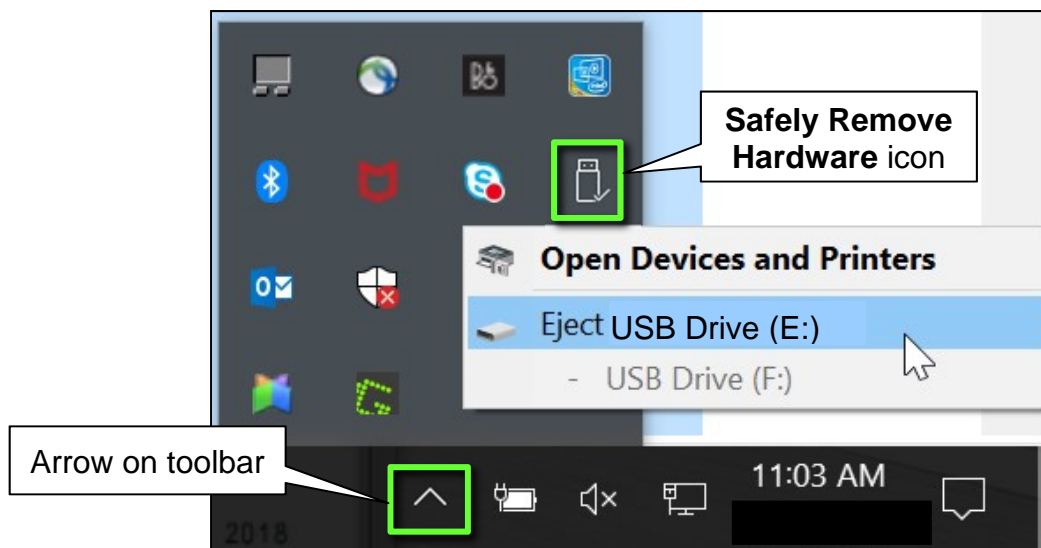 B&O
intel
Safely Remove
Hardware icon
Open Devices and Printers
Eject USB Drive (E:)
- USB Drive (F:)
Arrow on toolbar
11:03 AM
2018